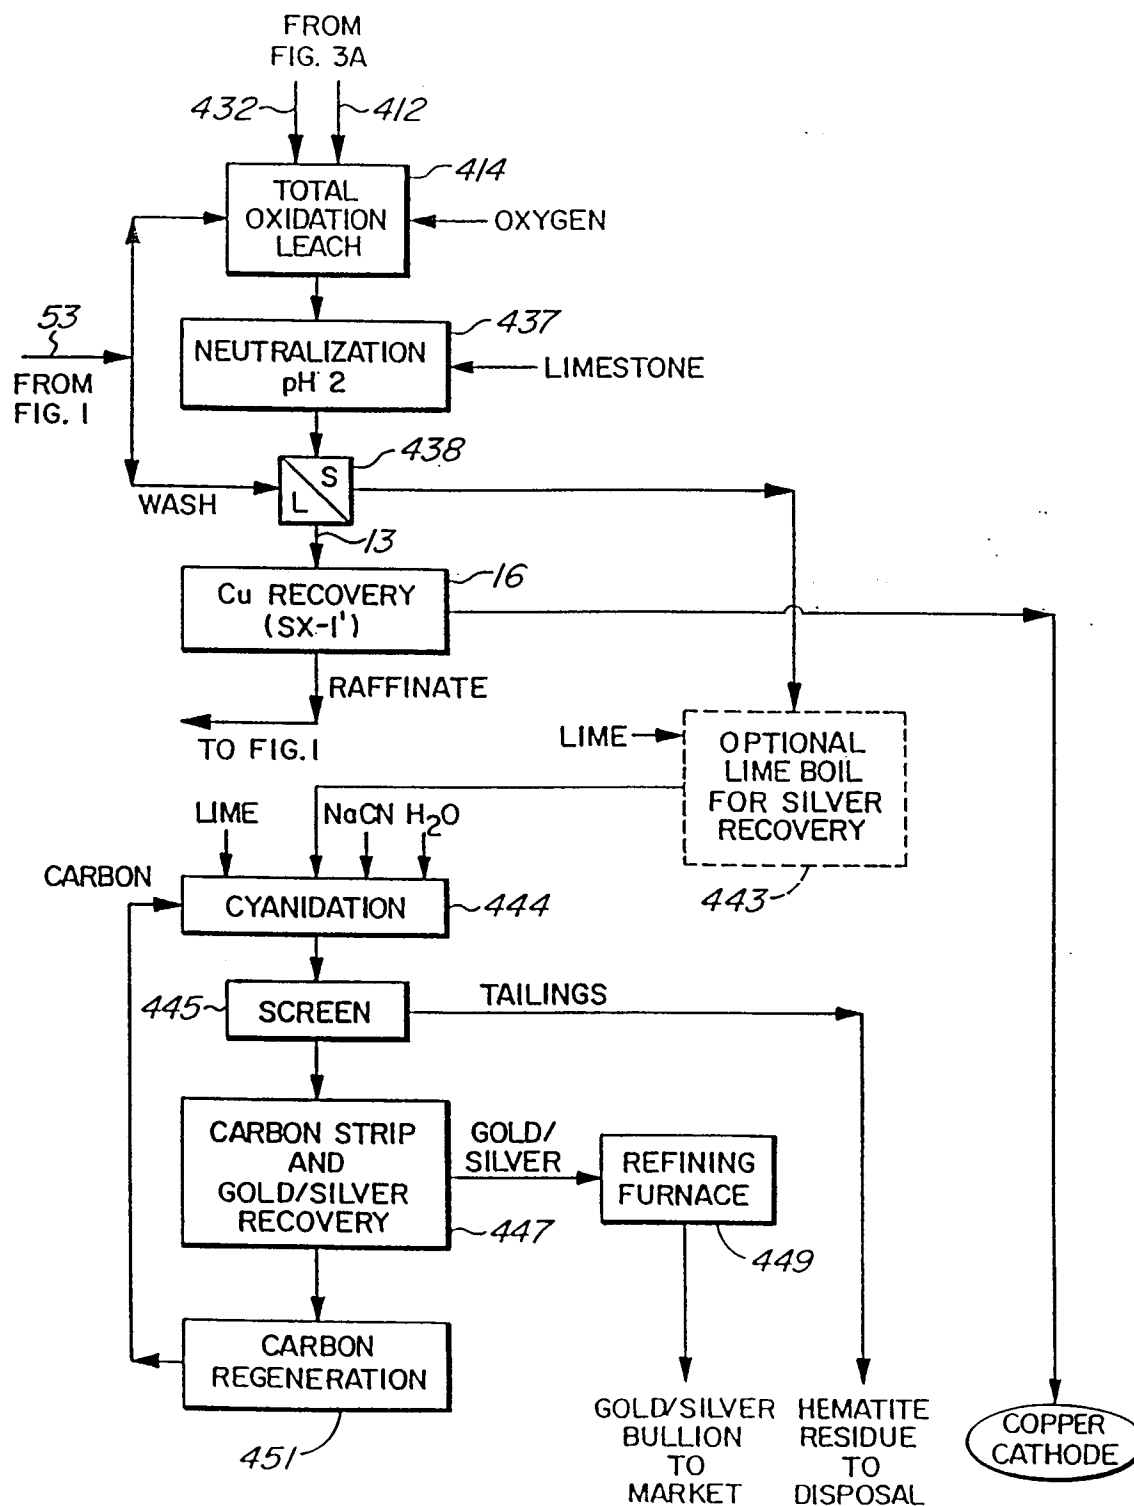 FROM
FIG. 3A
432
412
414
TOTAL
OXIDATION
LEACH
OXYGEN
53
FROM
FIG. 1
437
NEUTRALIZATION
pH 2
LIMESTONE
438
S
L
WASH
13
16
Cu RECOVERY
(SX-1')
RAFFINATE
TO FIG.1
LIME
OPTIONAL
LIME BOIL
FOR SILVER
RECOVERY
443
LIME
NaCN H2O
CARBON
CYANIDATION
444
445
SCREEN
TAILINGS
CARBON STRIP
AND
GOLD/SILVER
RECOVERY
447
GOLD/
SILVER
REFINING
FURNACE
449
CARBON
REGENERATION
451
GOLD/SILVER
BULLION
TO
MARKET
HEMATITE
RESIDUE
TO
DISPOSAL
COPPER
CATHODE